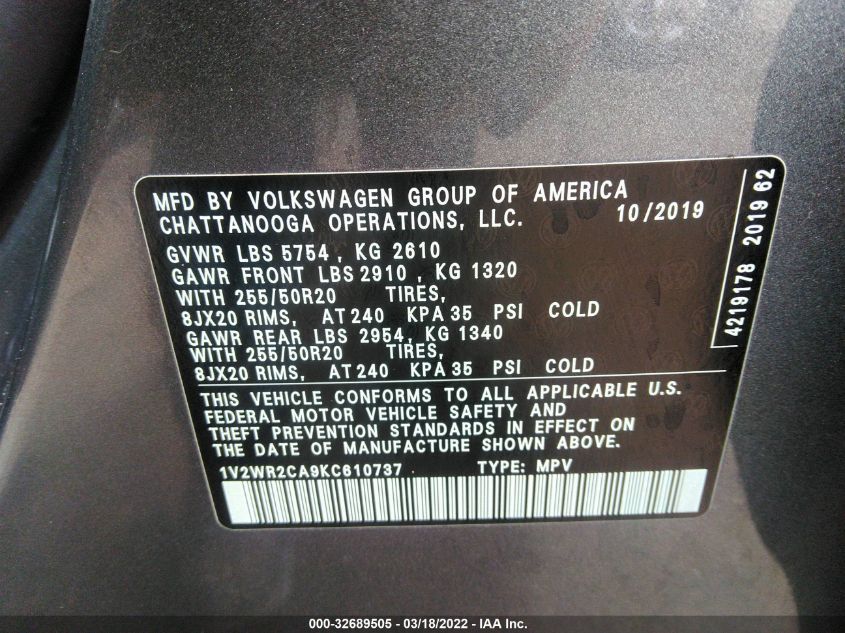 MFD BY VOLKSWAGEN GROUP OF AMERICA
CHATTANOOGA OPERATIONS, LLC. 10/2019
GVWR LBS 5754 , KG 2610
GAWR FRONT LBS 2910 , KG 1320
WITH 255/50R20 TIRES,
8JX20 RIMS, AT 240 KPA 35 PSI COLD
GAWR REAR LBS 2954, KG 1340
WITH 255/50R20 TIRES,
8JX20 RIMS, AT 240 KPA 35 PSI COLD
THIS VEHICLE CONFORMS TO ALL APPLICABLE U.S.
FEDERAL MOTOR VEHICLE SAFETY AND
THEFT PREVENTION STANDARDS IN EFFECT ON
THE DATE OF MANUFACTURE SHOWN ABOVE.
1V2WR2CA9KC610737 TYPE: MPV
4219178 2019 62
000-32689505 - 03/18/2022 - IAA Inc.